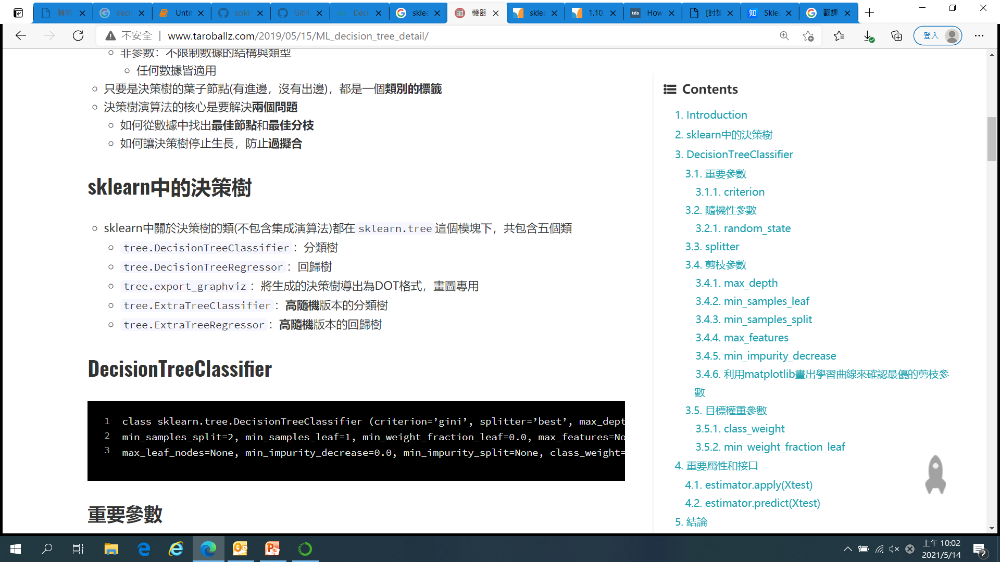 購物
decis
Untit
scikit
GitH
Deci
G skle
機器
skle
1.10.
tds How
[討論
知 Skle
G 翻譯
不安全 | www.taroballz.com/2019/05/15/ML_decision_tree_detail/
登入
非參數：不限制數據的結構與類型
任何數據皆適用
只要是決策樹的葉子節點(有進邊，沒有出邊)，都是一個類別的標籤
決策樹演算法的核心是要解決兩個問題
如何從數據中找出最佳節點和最佳分枝
如何讓決策樹停止生長，防止過擬合
sklearn中的決策樹
sklearn中關於決策樹的類(不包含集成演算法)都在 sklearn.tree 這個模塊下，共包含五個類
tree.DecisionTreeClassifier：分類樹
tree.DecisionTreeRegressor：回歸樹
tree.export_graphviz：將生成的決策樹導出為DOT格式，畫圖專用
tree.ExtraTreeClassifier：高隨機版本的分類樹
tree.ExtraTreeRegressor：高隨機版本的回歸樹
DecisionTreeClassifier
1 class sklearn.tree.DecisionTreeClassifier (criterion=’gini’, splitter=’best’, max_dept
2 min_samples_split=2, min_samples_leaf=1, min_weight_fraction_leaf=0.0, max_features=No
3 max_leaf_nodes=None, min_impurity_decrease=0.0, min_impurity_split=None, class_weight=
重要參數
Contents
1. Introduction
2. sklearn中的決策樹
3. DecisionTreeClassifier
3.1. 重要參數
3.1.1. criterion
3.2. 隨機性參數
3.2.1. random_state
3.3. splitter
3.4. 剪枝參數
3.4.1. max_depth
3.4.2. min_samples_leaf
3.4.3. min_samples_split
3.4.4. max_features
3.4.5. min_impurity_decrease
3.4.6. 利用matplotlib畫出學習曲線來確認最優的剪枝參
數
3.5. 目標權重參數
3.5.1. class_weight
3.5.2. min_weight_fraction_leaf
4. 重要屬性和接口
4.1. estimator.apply(Xtest)
4.2. estimator.predict(Xtest)
5. 結論
上午 10:02
2021/5/14
2